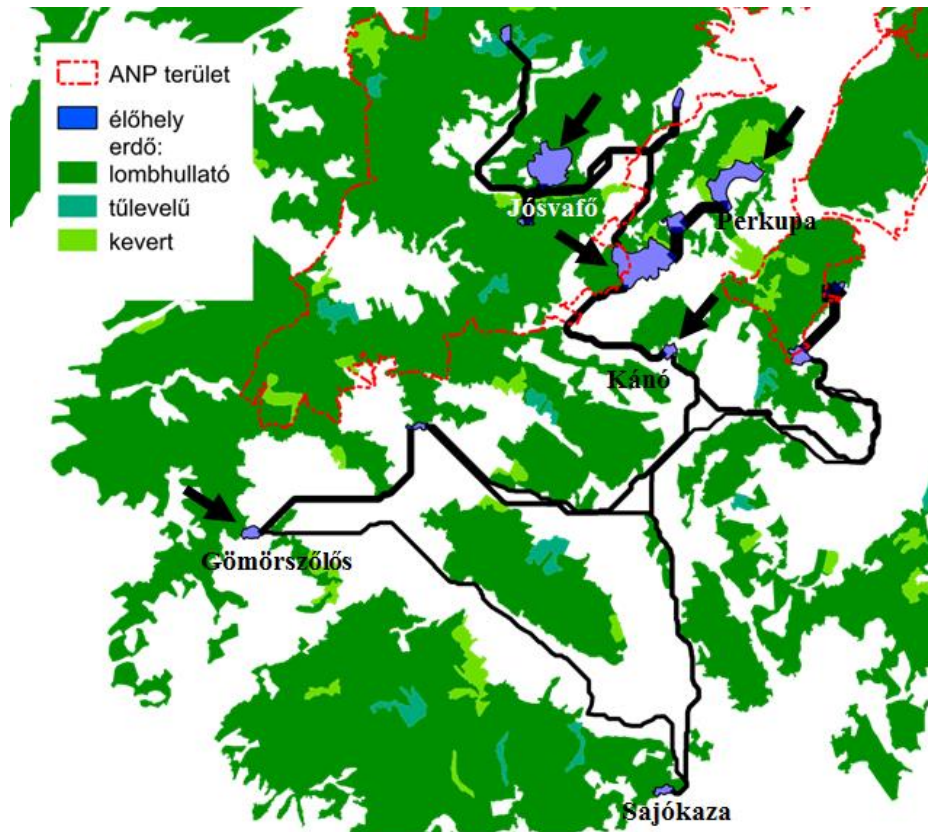 ANP terület
élőhely
erdő:
lombhullató
tűlevelű
kevert
Jósvafő
Perkupa
Kánó
Gömörszőlős
Sajókaza